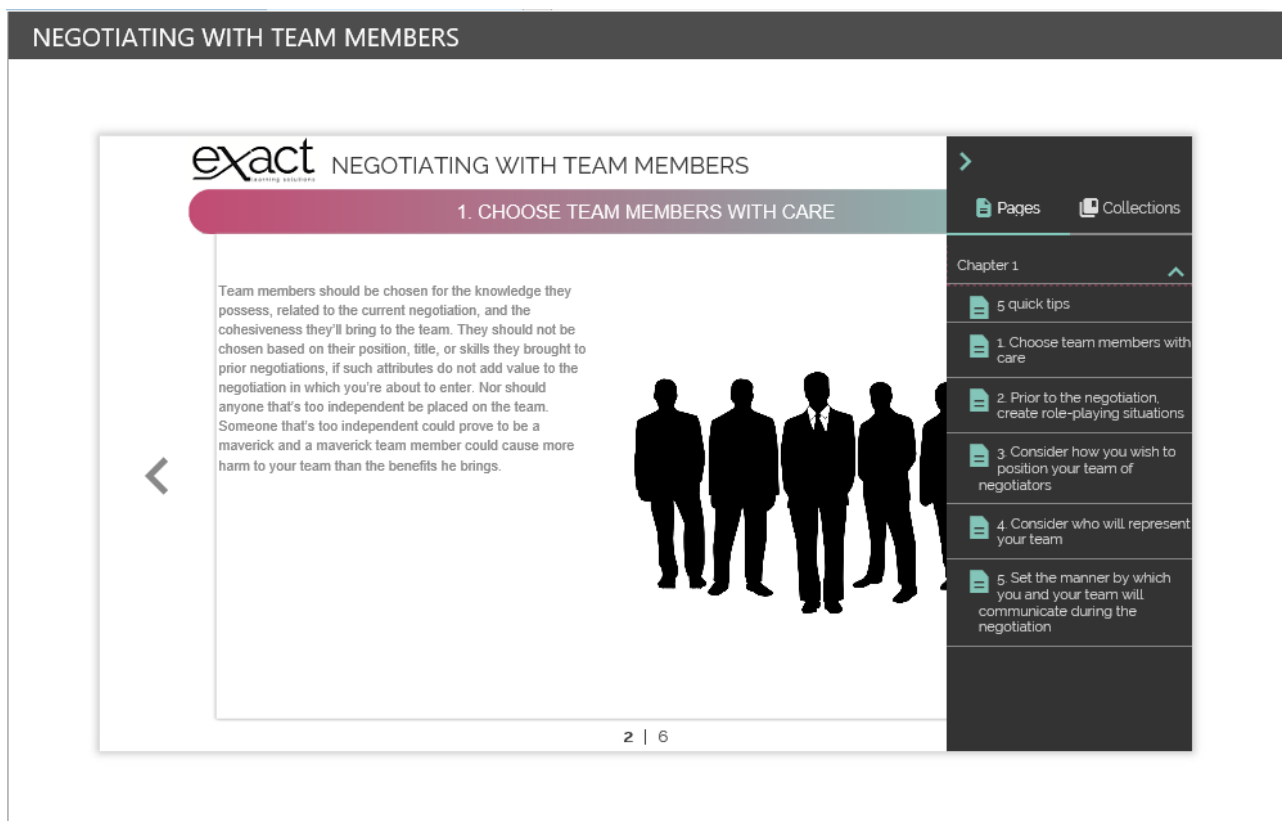 NEGOTIATING WITH TEAM MEMBERS
exact
learning solutions
NEGOTIATING WITH TEAM MEMBERS
1. CHOOSE TEAM MEMBERS WITH CARE
Team members should be chosen for the knowledge they
possess, related to the current negotiation, and the
cohesiveness they'll bring to the team. They should not be
chosen based on their position, title, or skills they brought to
prior negotiations, if such attributes do not add value to the
negotiation in which you're about to enter. Nor should
anyone that's too independent be placed on the team.
Someone that's too independent could prove to be a
maverick and a maverick team member could cause more
harm to your team than the benefits he brings.
2 | 6
Pages
Collections
Chapter 1
5 quick tips
1. Choose team members with
care
2. Prior to the negotiation,
create role-playing situations
3. Consider how you wish to
position your team of
negotiators
4. Consider who will represent
your team
5. Set the manner by which
you and your team will
communicate during the
negotiation